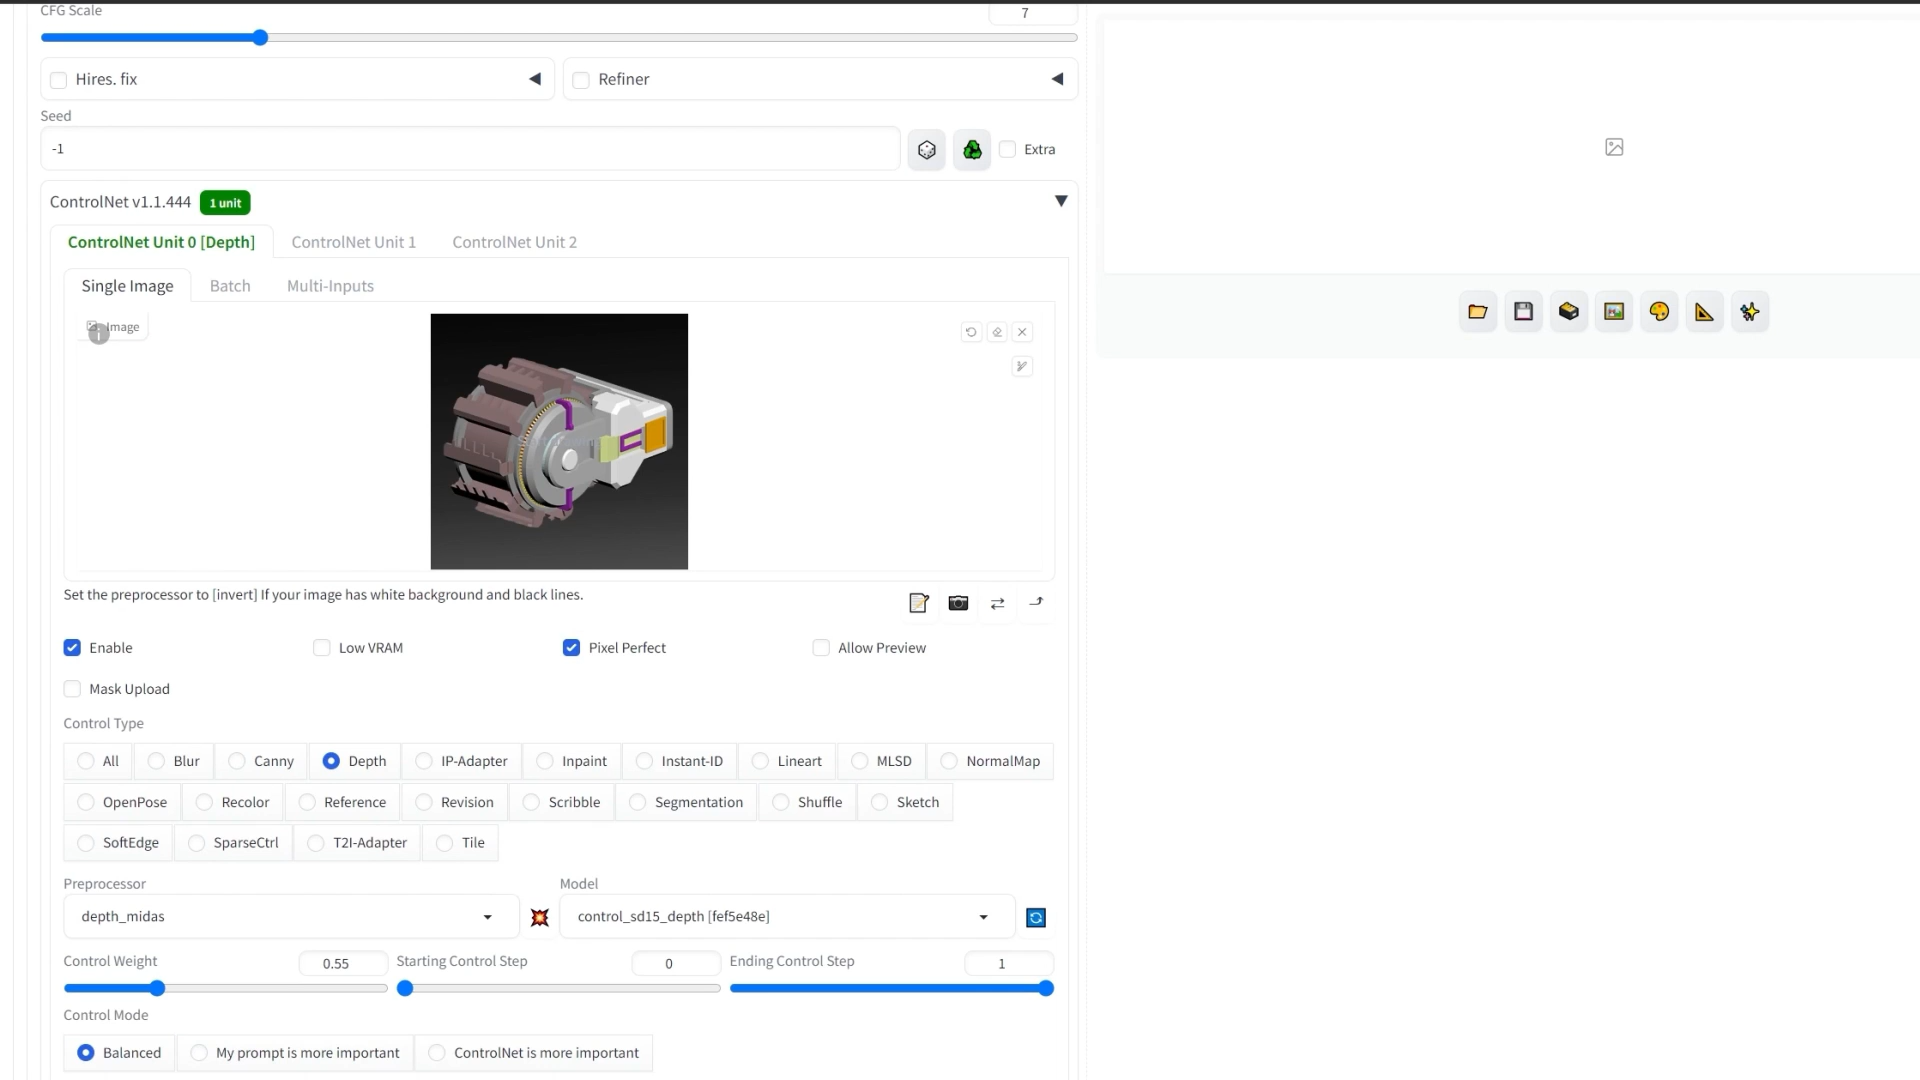 CFG Scale
7
Hires. fix
Refiner
Seed
-1
Extra
ControlNet v1.1.444
1 unit
ControlNet Unit 0 [Depth]
ControlNet Unit 1
ControlNet Unit 2
Single Image
Batch
Multi-Inputs
Image
Set the preprocessor to [invert] If your image has white background and black lines.
Enable
Low VRAM
Pixel Perfect
Allow Preview
Mask Upload
Control Type
All
Blur
Canny
Depth
IP-Adapter
Inpaint
Instant-ID
Lineart
MLSD
NormalMap
OpenPose
Recolor
Reference
Revision
Scribble
Segmentation
Shuffle
Sketch
SoftEdge
SparseCtrl
T2I-Adapter
Tile
Preprocessor
Model
depth_midas
control_sd15_depth [fef5e48e]
Control Weight
0.55
Starting Control Step
0
Ending Control Step
1
Control Mode
Balanced
My prompt is more important
ControlNet is more important